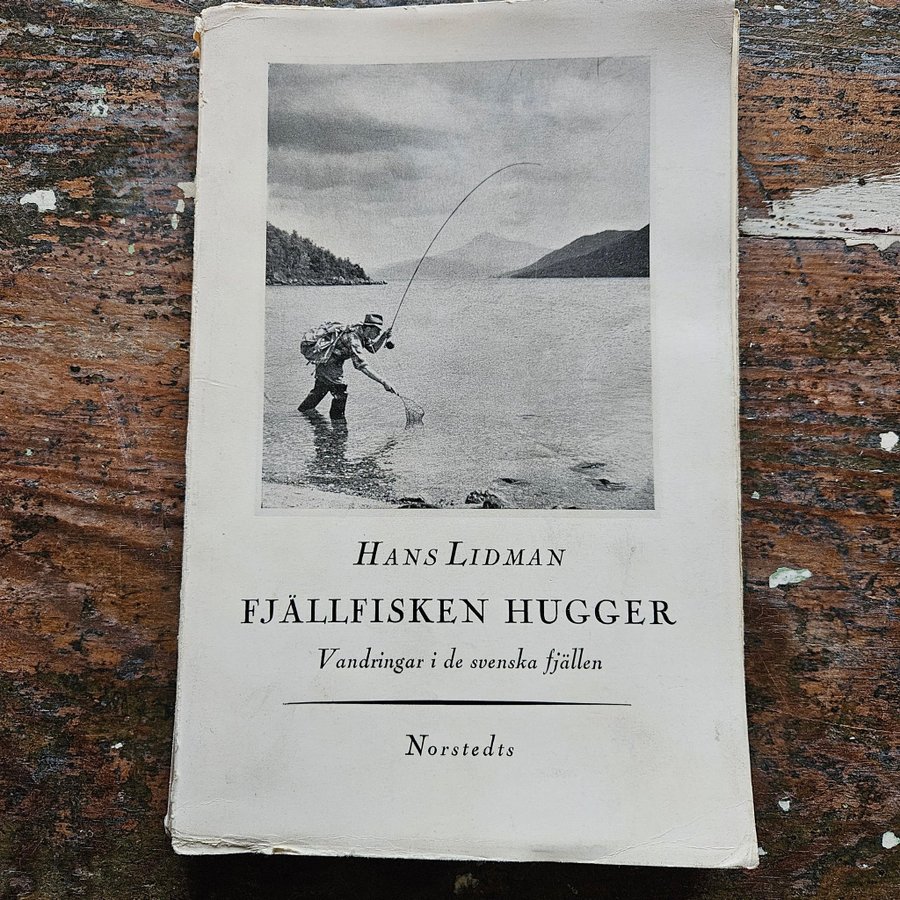 HANS LIDMAN
FJÄLLFISKEN HUGGER
Vandringar i de svenska fjällen
Norstedts